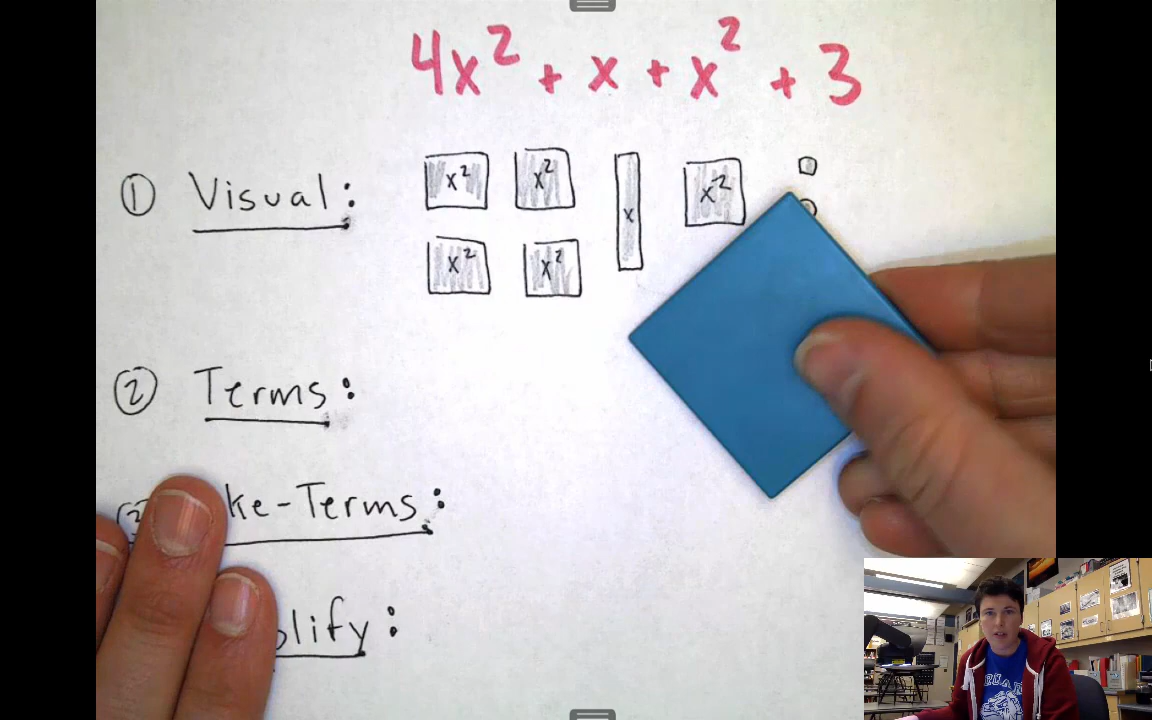 4x² + x + x² + 3
① Visual:
x² x² x x²
x² x²
② Terms:
ke-Terms:
lify: